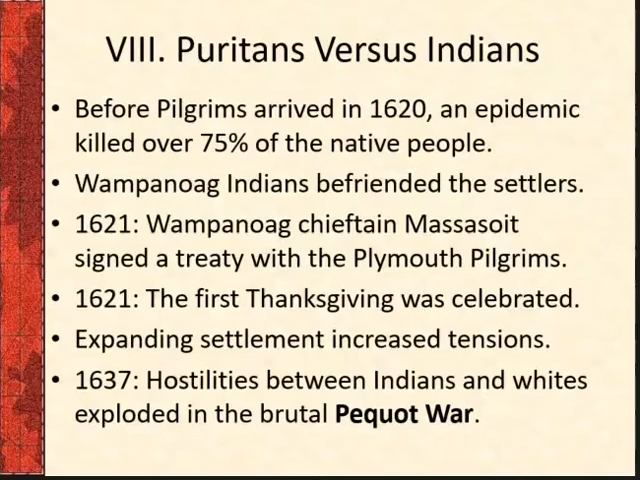 VIII. Puritans Versus Indians
• Before Pilgrims arrived in 1620, an epidemic
killed over 75% of the native people.
• Wampanoag Indians befriended the settlers.
• 1621: Wampanoag chieftain Massasoit
signed a treaty with the Plymouth Pilgrims.
• 1621: The first Thanksgiving was celebrated.
• Expanding settlement increased tensions.
• 1637: Hostilities between Indians and whites
exploded in the brutal Pequot War.